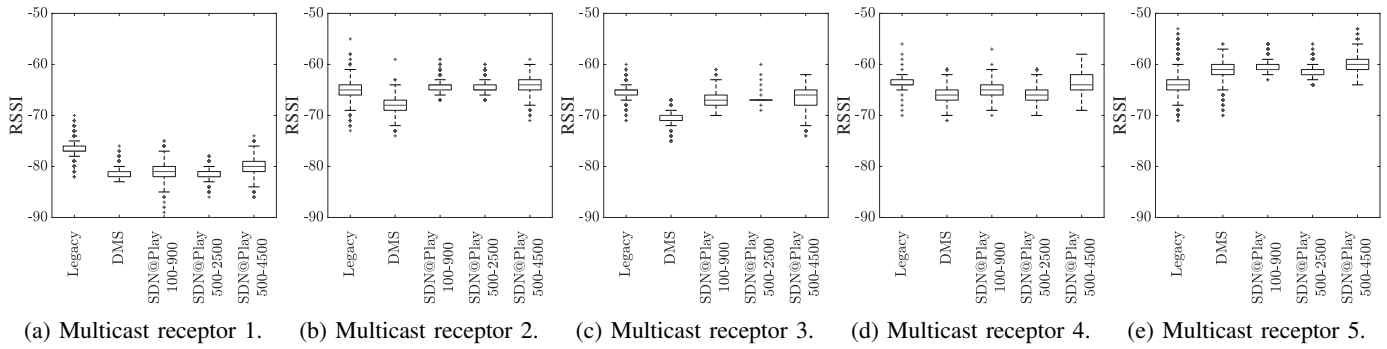 -50
-60
-70
-80
-90
RSSI
Legacy
DMS
SDN@Play
100-900
SDN@Play
500-2500
SDN@Play
500-4500
(a) Multicast receptor 1.
-50
-60
-70
-80
-90
RSSI
Legacy
DMS
SDN@Play
100-900
SDN@Play
500-2500
SDN@Play
500-4500
(b) Multicast receptor 2.
-50
-60
-70
-80
-90
RSSI
Legacy
DMS
SDN@Play
100-900
SDN@Play
500-2500
SDN@Play
500-4500
(c) Multicast receptor 3.
-50
-60
-70
-80
-90
RSSI
Legacy
DMS
SDN@Play
100-900
SDN@Play
500-2500
SDN@Play
500-4500
(d) Multicast receptor 4.
-50
-60
-70
-80
-90
RSSI
Legacy
DMS
SDN@Play
100-900
SDN@Play
500-2500
SDN@Play
500-4500
(e) Multicast receptor 5.